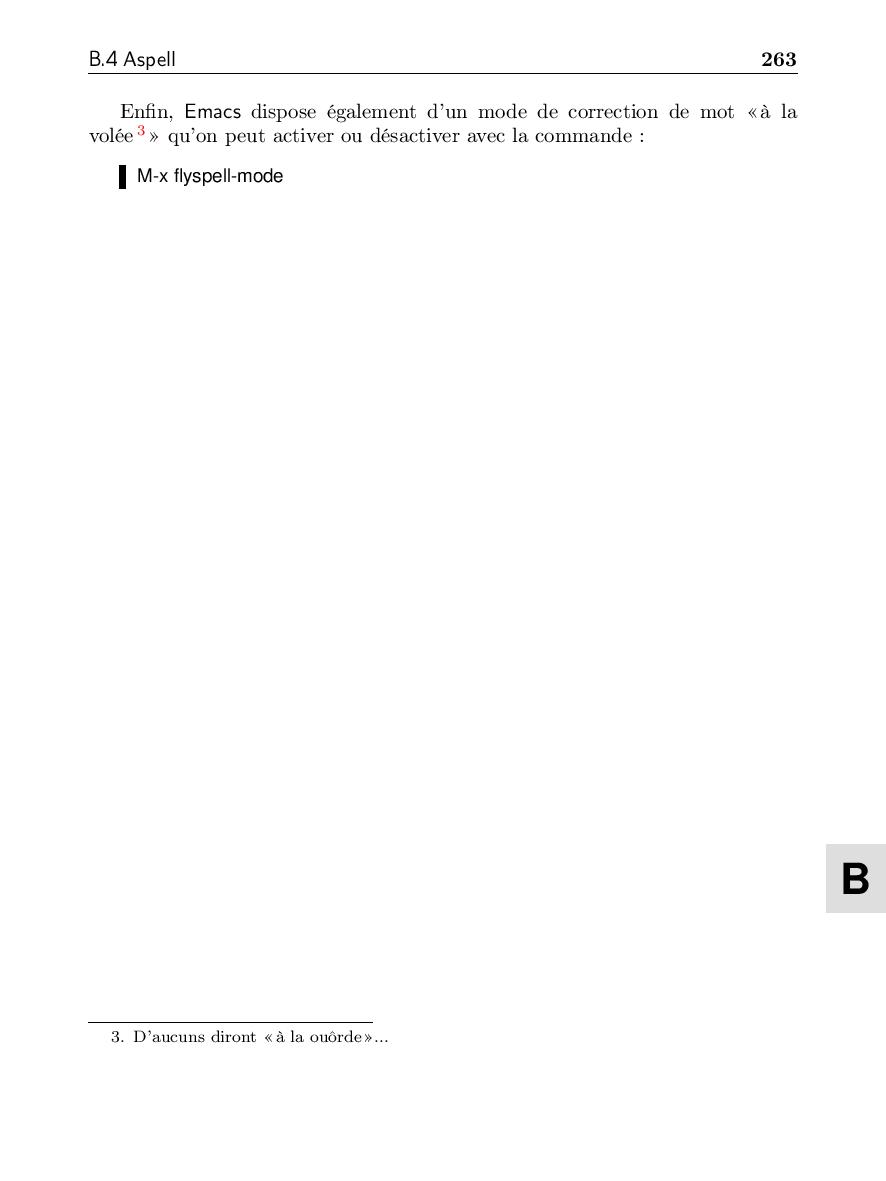 B.4 Aspell 263
Enfin, Emacs dispose également d'un mode de correction de mot « à la
volée 3 » qu'on peut activer ou désactiver avec la commande :
M-x flyspell-mode
B
3. D'aucuns diront « à la ouôrde »...